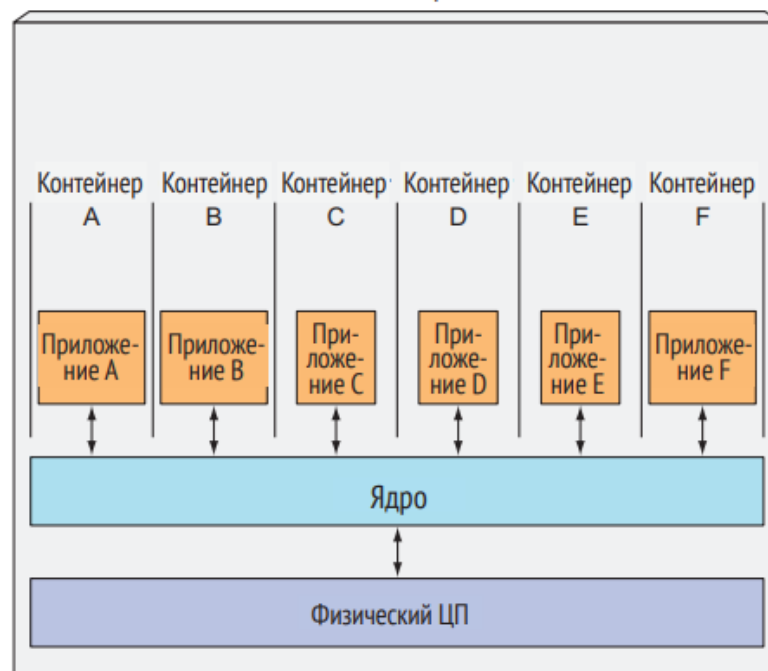 Контейнер Контейнер Контейнер Контейнер Контейнер Контейнер
A B C D E F
Приложе-
ние A
Приложе-
ние B
При-
ложе-
ние C
При-
ложе-
ние D
При-
ложе-
ние E
Приложе-
ние F
Ядро
Физический ЦП